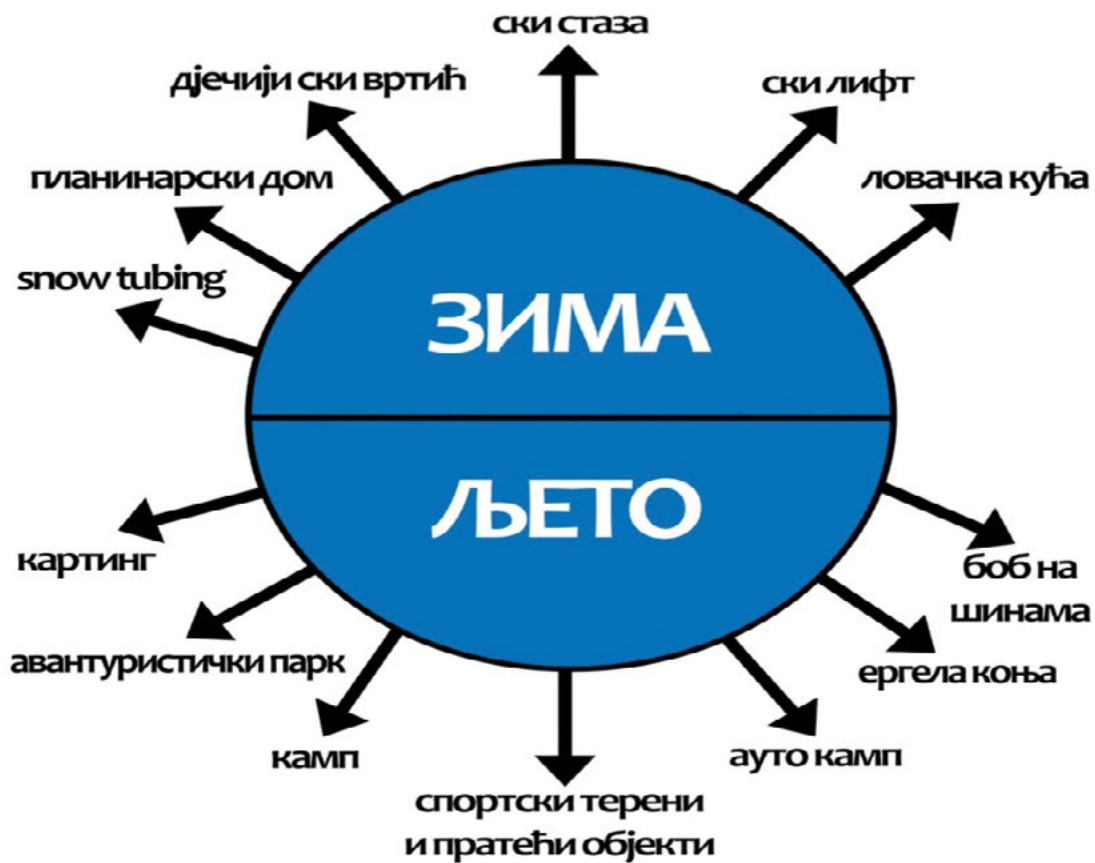 ски стаза
дјечији ски вртић
ски лифт
планинарски дом
ловачка кућа
snow tubing
ЗИМА
ЉЕТО
картинг
боб на
шинама
авантуристички парк
ергела коња
камп
ауто камп
спортски терени
и пратећи објекти